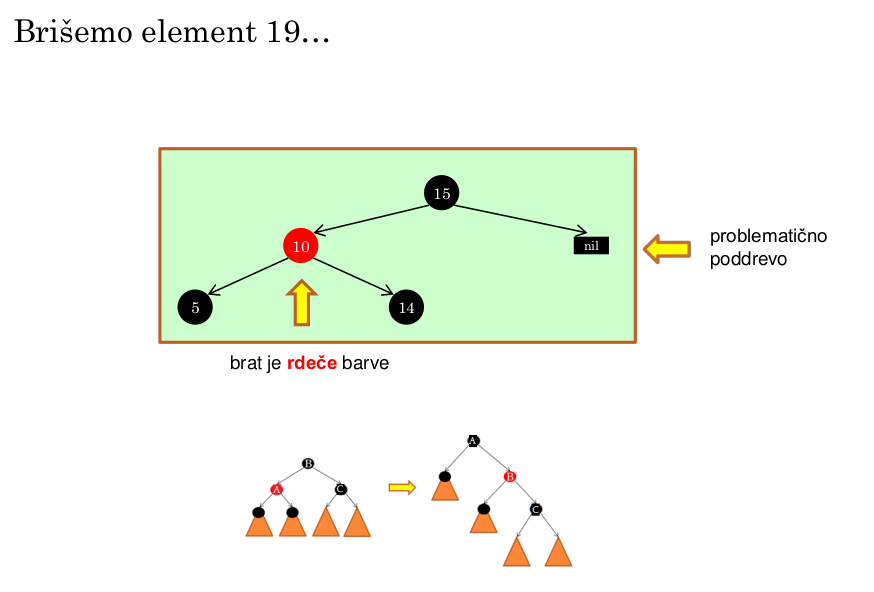 Brišemo element 19...
15
10
nil
5
14
problematično
poddrevo
brat je rdeče barve
B
A
C
A
B
C